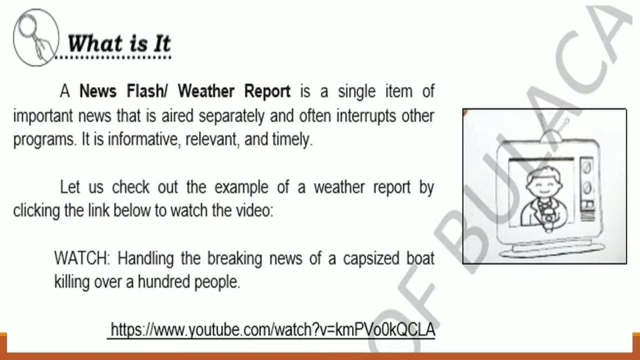 What is It
A News Flash/ Weather Report is a single item of
important news that is aired separately and often interrupts other
programs. It is informative, relevant, and timely.
Let us check out the example of a weather report by
clicking the link below to watch the video:
WATCH: Handling the breaking news of a capsized boat
killing over a hundred people.
https://www.youtube.com/watch?v=kmPVo0kQCLA
OF BULACA